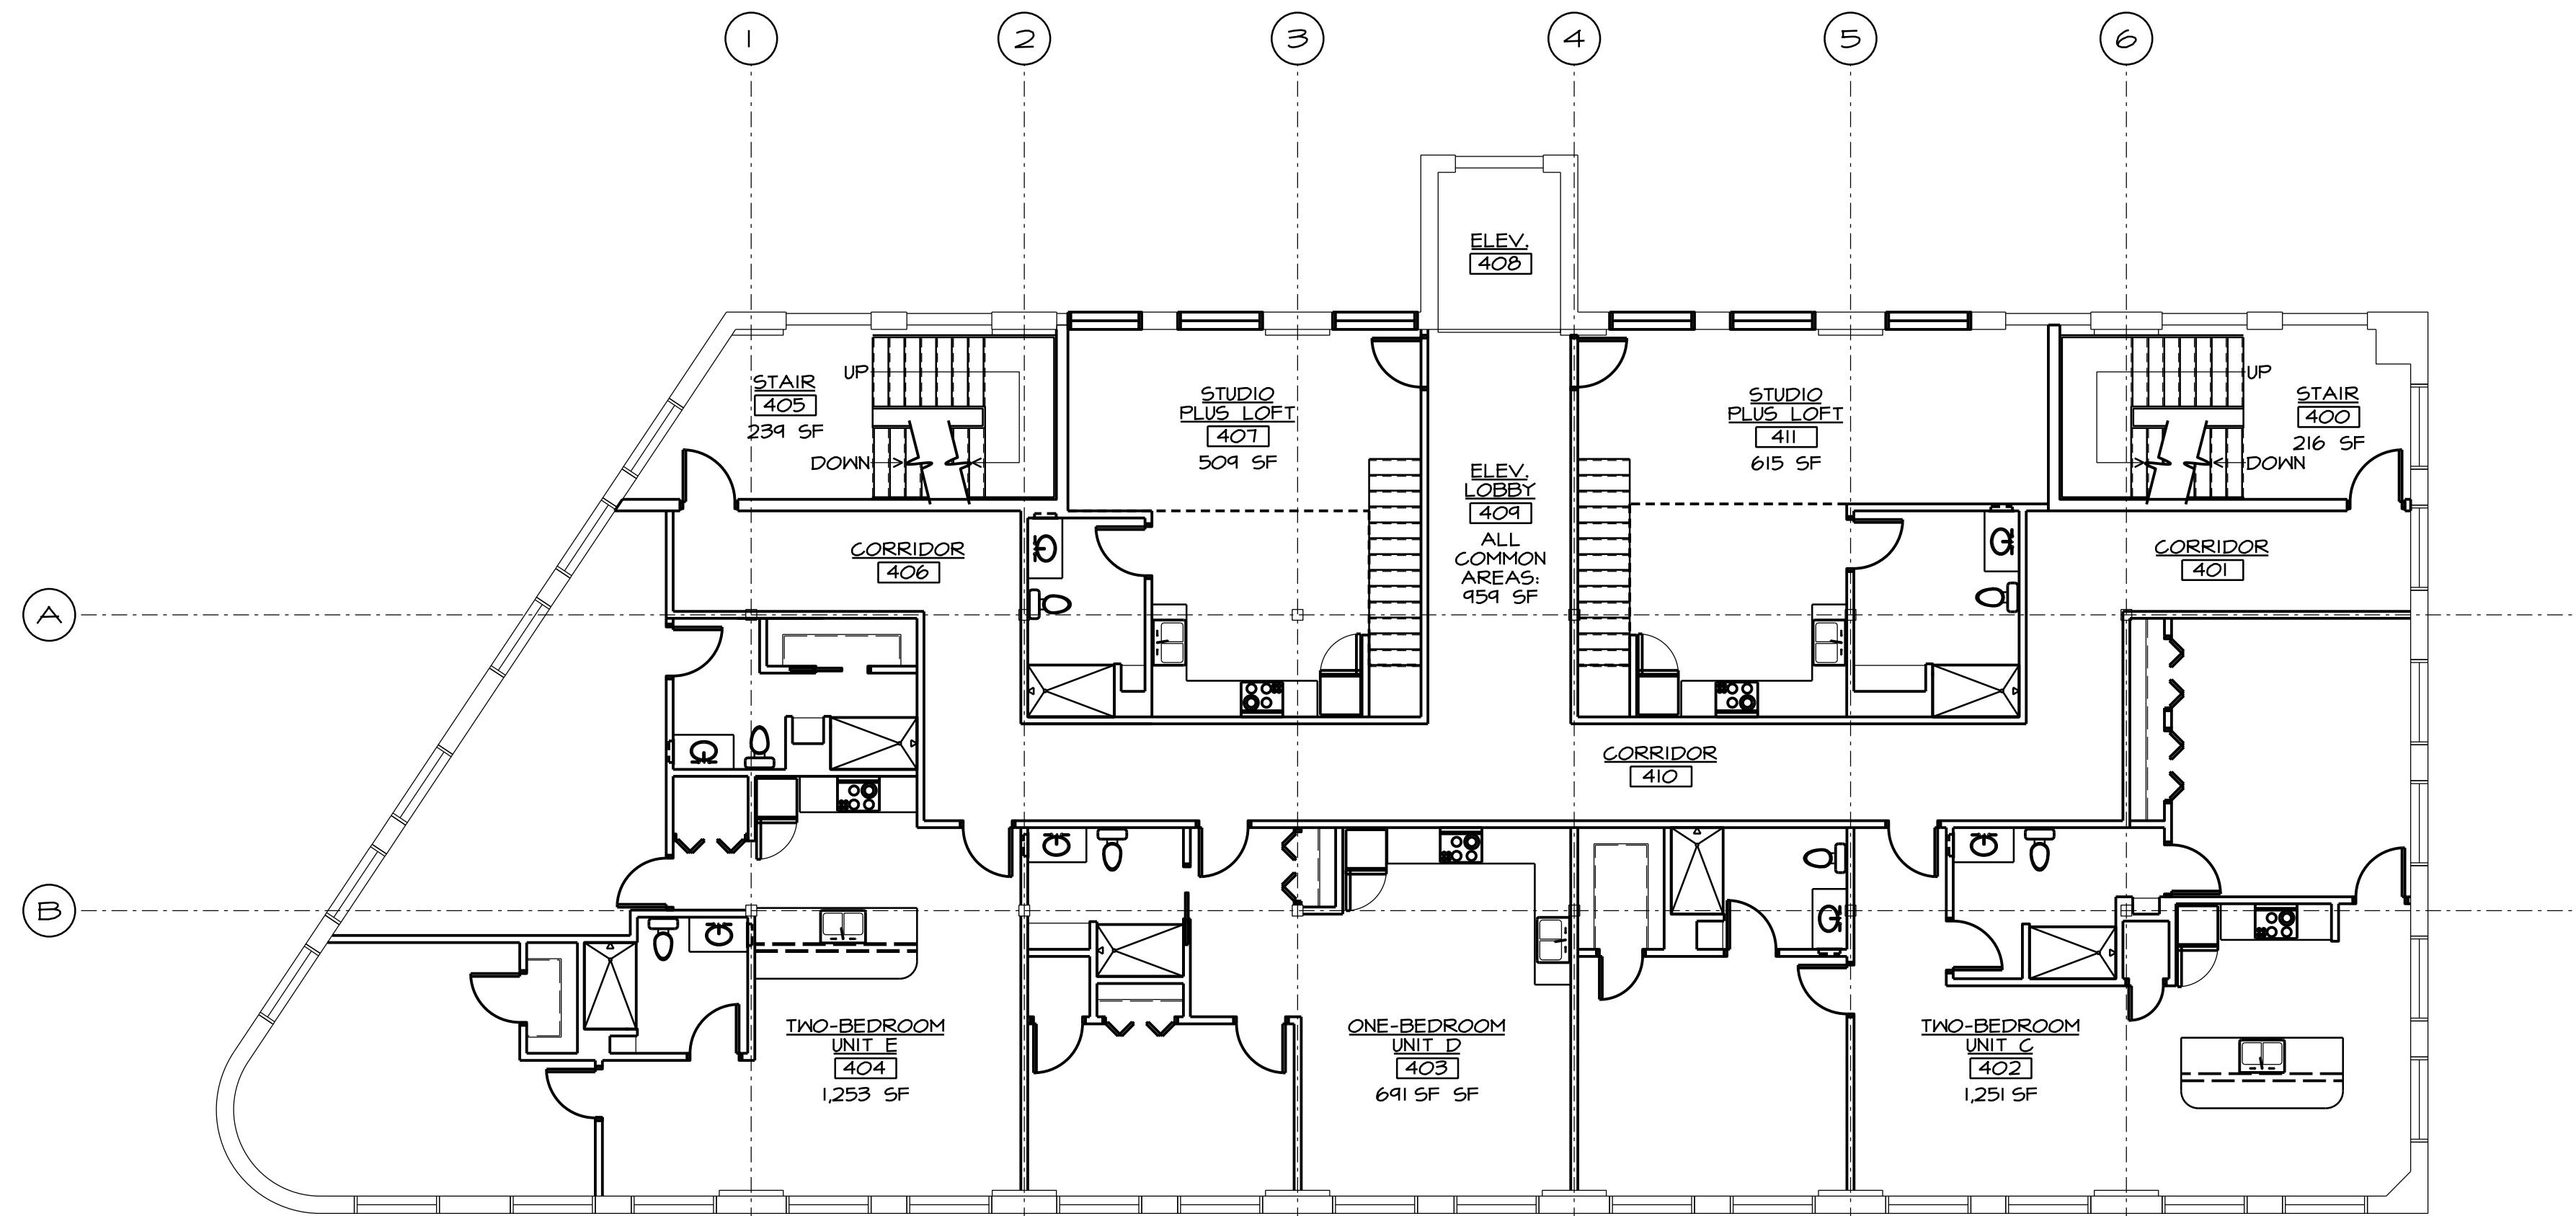 1
2
3
4
5
6
A
B
ELEV.
408
STAIR
405
239 SF
UP
DOWN
STUDIO
PLUS LOFT
407
509 SF
ELEV.
LOBBY
409
ALL
COMMON
AREAS:
959 SF
STUDIO
PLUS LOFT
411
615 SF
UP
DOWN
STAIR
400
216 SF
CORRIDOR
406
CORRIDOR
401
CORRIDOR
410
TWO-BEDROOM
UNIT E
404
1,253 SF
ONE-BEDROOM
UNIT D
403
691 SF SF
TWO-BEDROOM
UNIT C
402
1,251 SF